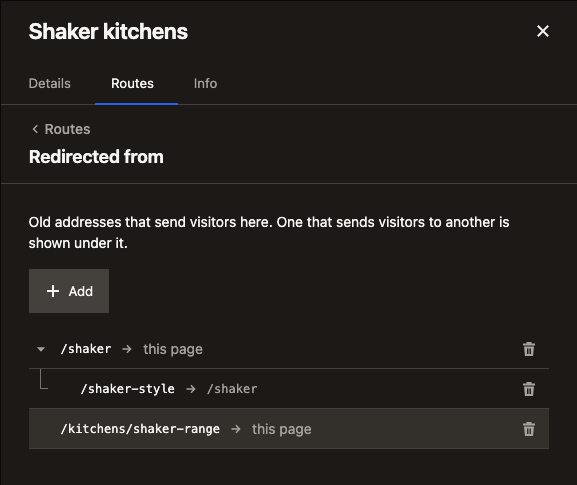 Shaker kitchens
Details Routes Info
Routes
Redirected from
Old addresses that send visitors here. One that sends visitors to another is
shown under it.
Add
/shaker → this page
/shaker-style → /shaker
/kitchens/shaker-range → this page